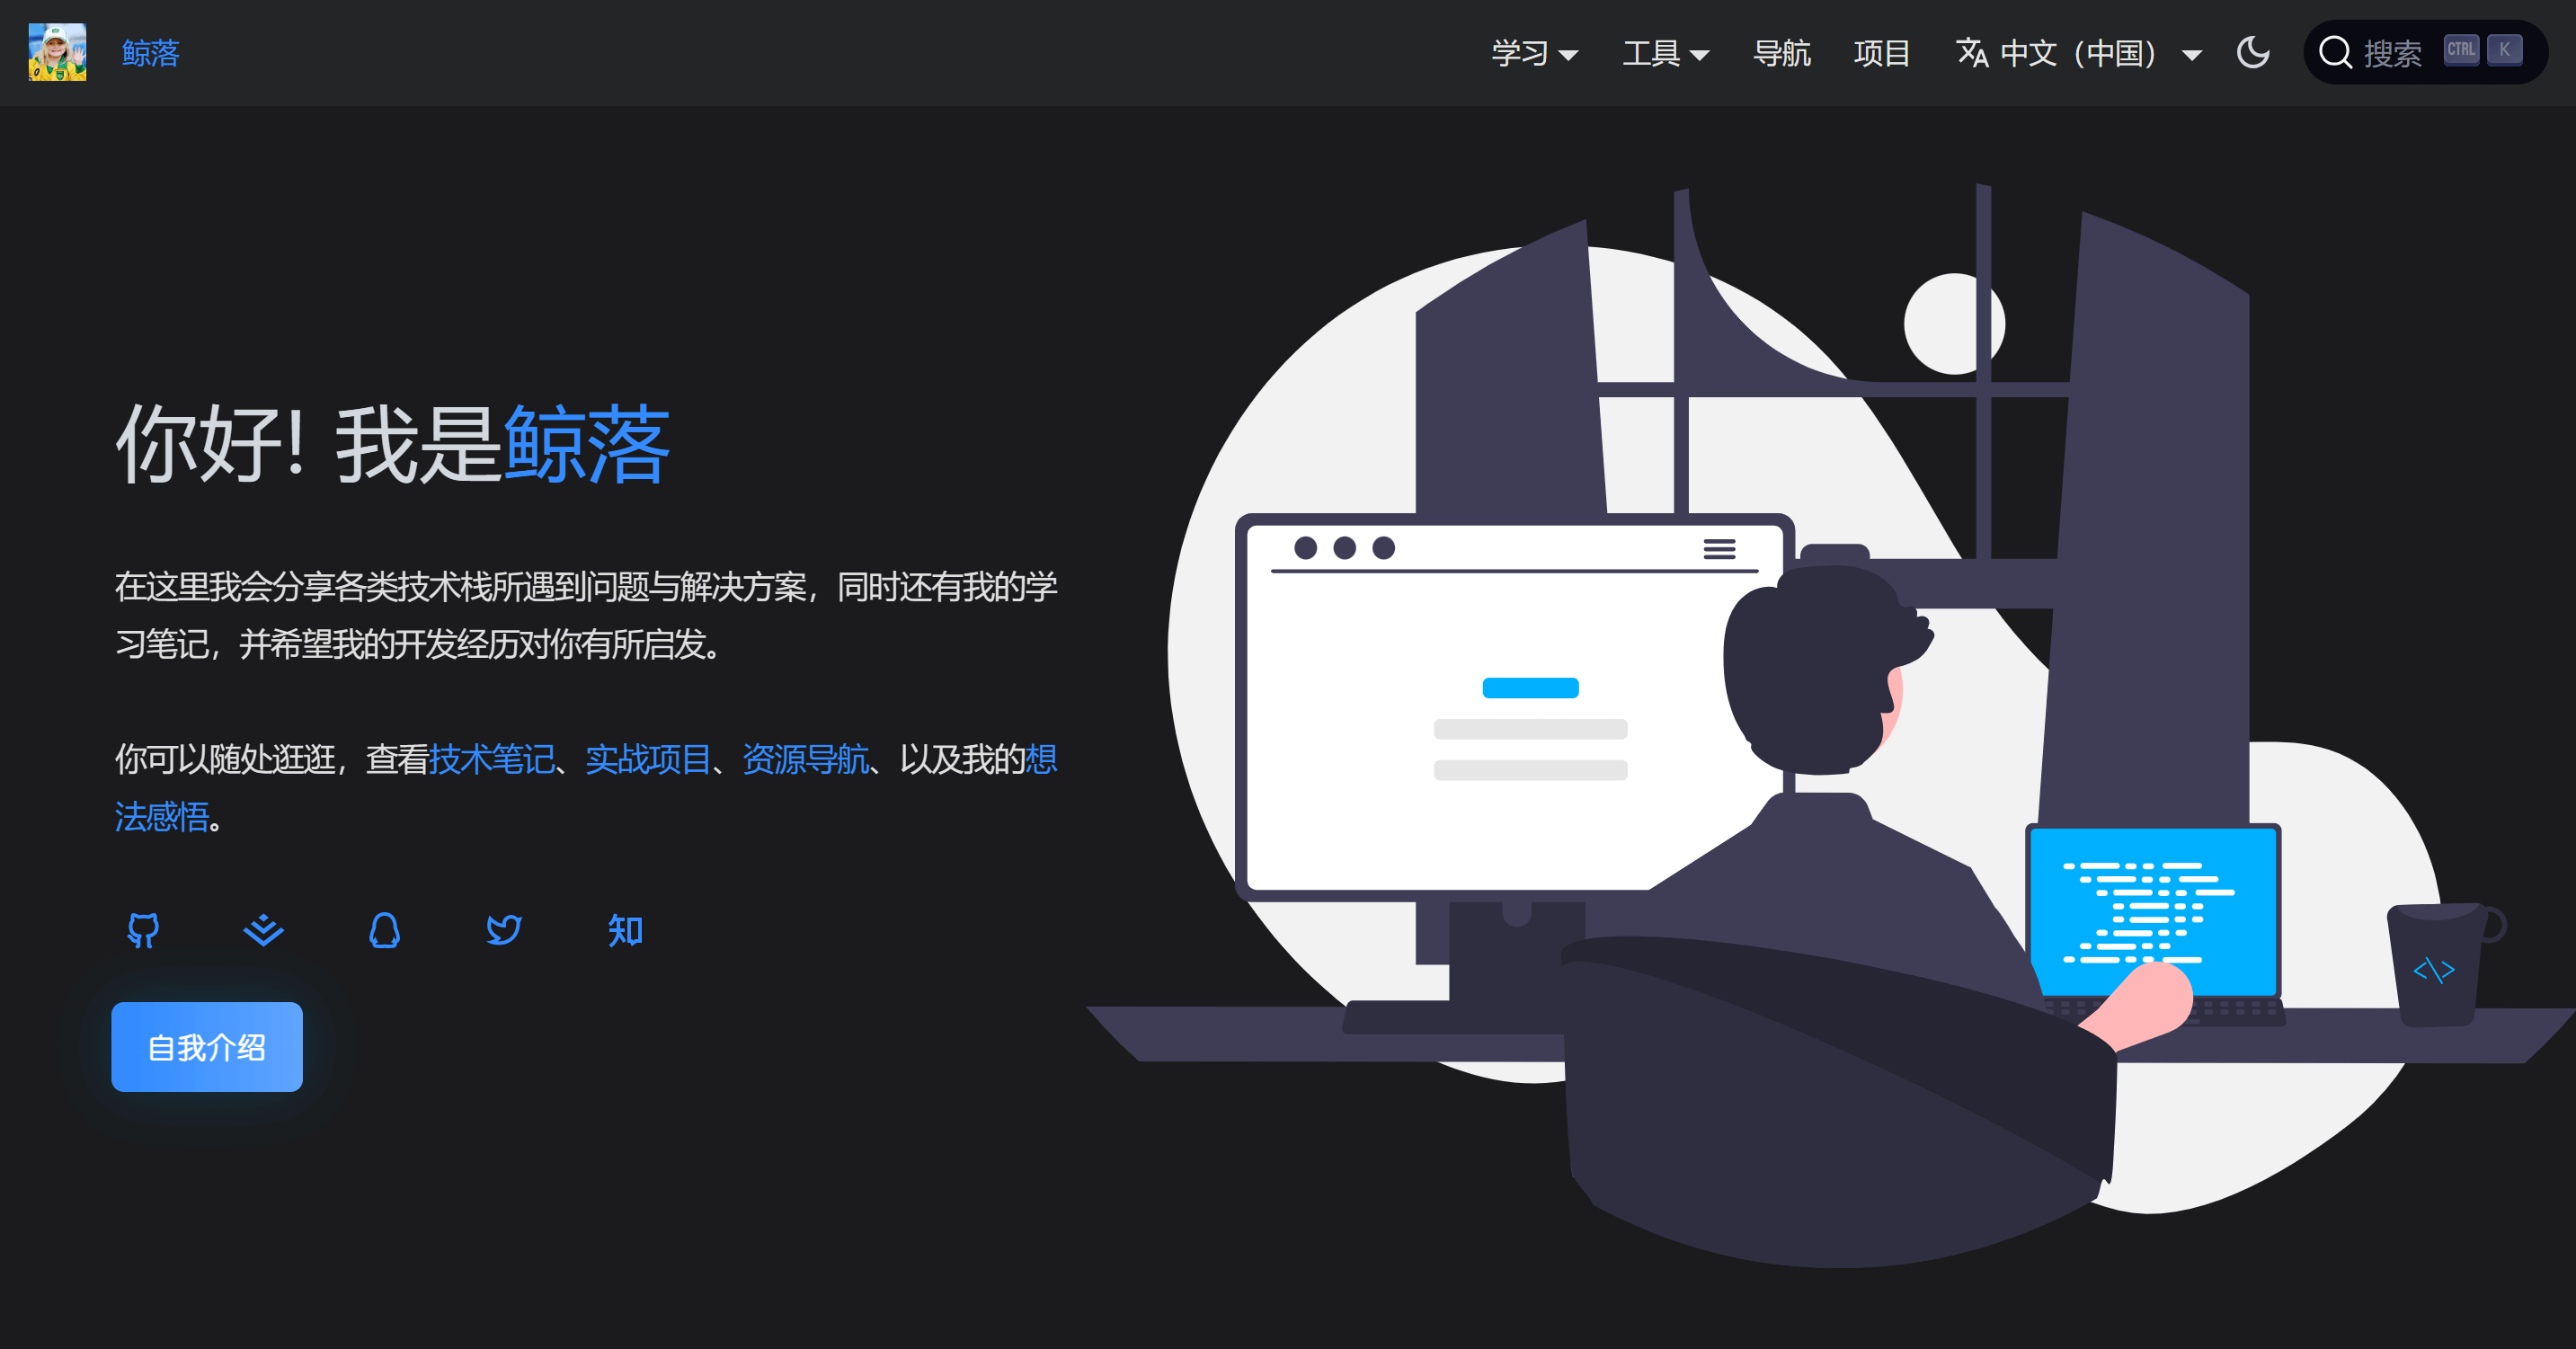 鲸落
学习 工具 导航 项目 中文（中国） 搜索 CTRL K
你好! 我是鲸落
在这里我会分享各类技术栈所遇到问题与解决方案，同时还有我的学
习笔记，并希望我的开发经历对你有所启发。
你可以随处逛逛，查看技术笔记、实战项目、资源导航、以及我的想
法感悟。
知
自我介绍
<\>